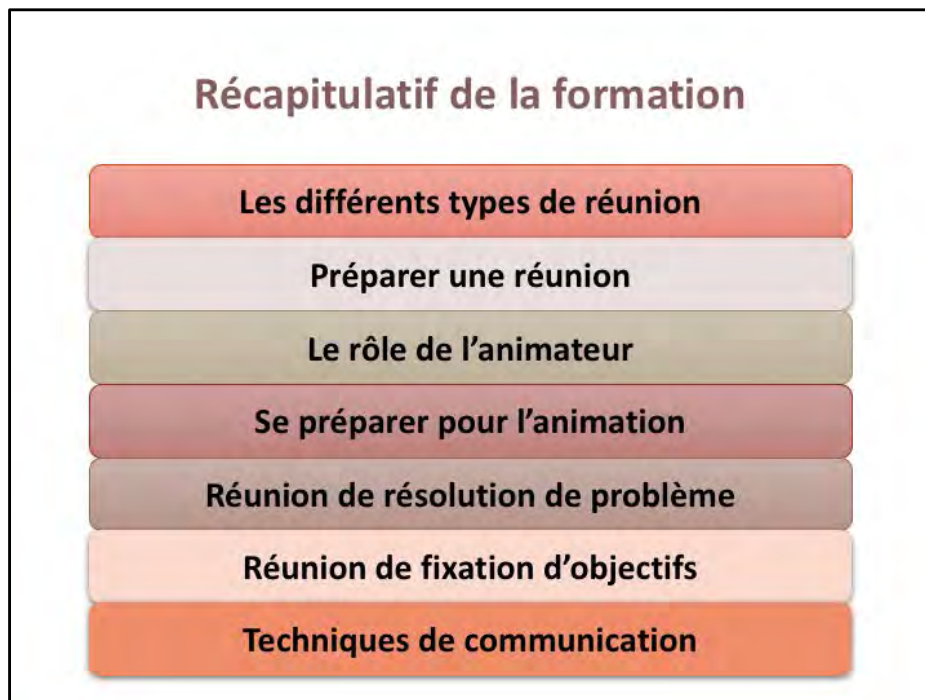 Récapitulatif de la formation
Les différents types de réunion
Préparer une réunion
Le rôle de l’animateur
Se préparer pour l’animation
Réunion de résolution de problème
Réunion de fixation d’objectifs
Techniques de communication